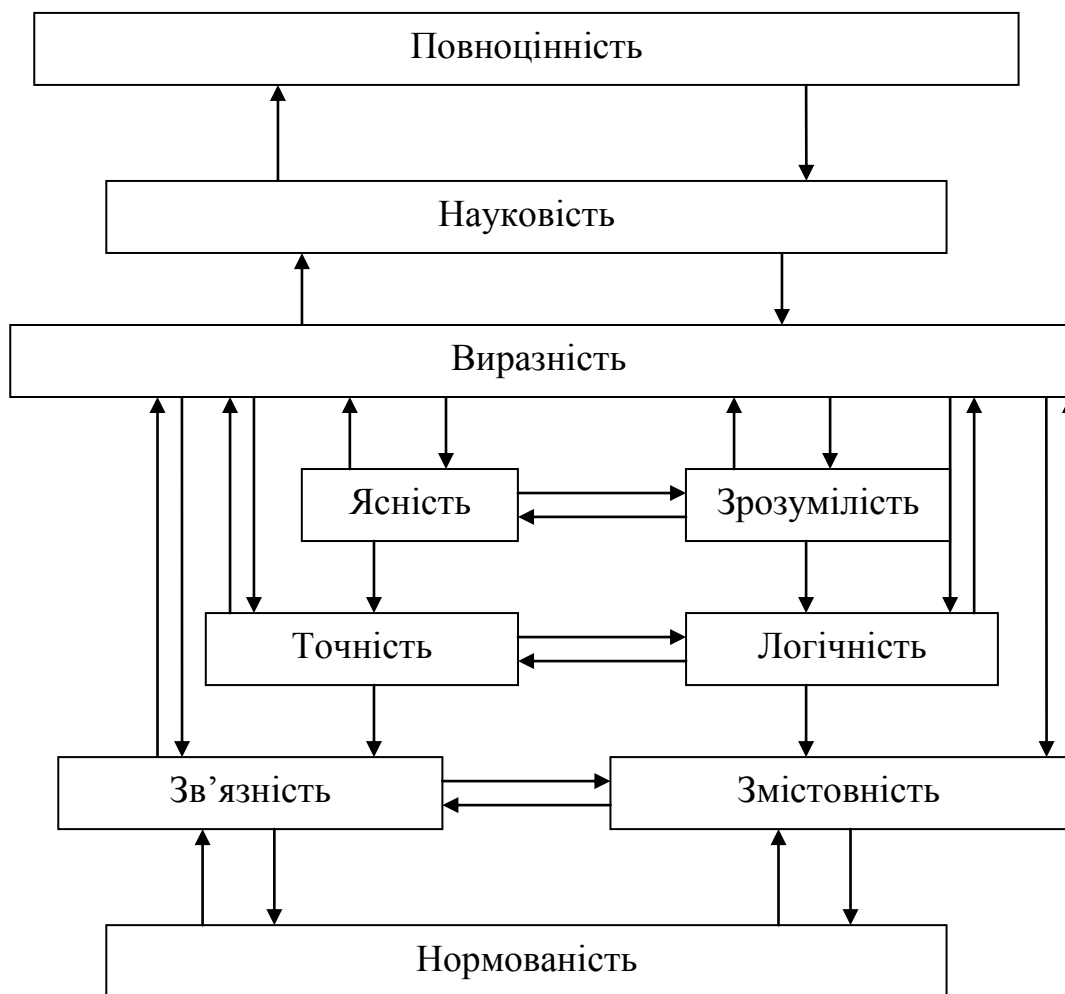 Повноцінність
Науковість
Виразність
Ясність
Зрозумілість
Точність
Логічність
Зв’язність
Змістовність
Нормованість